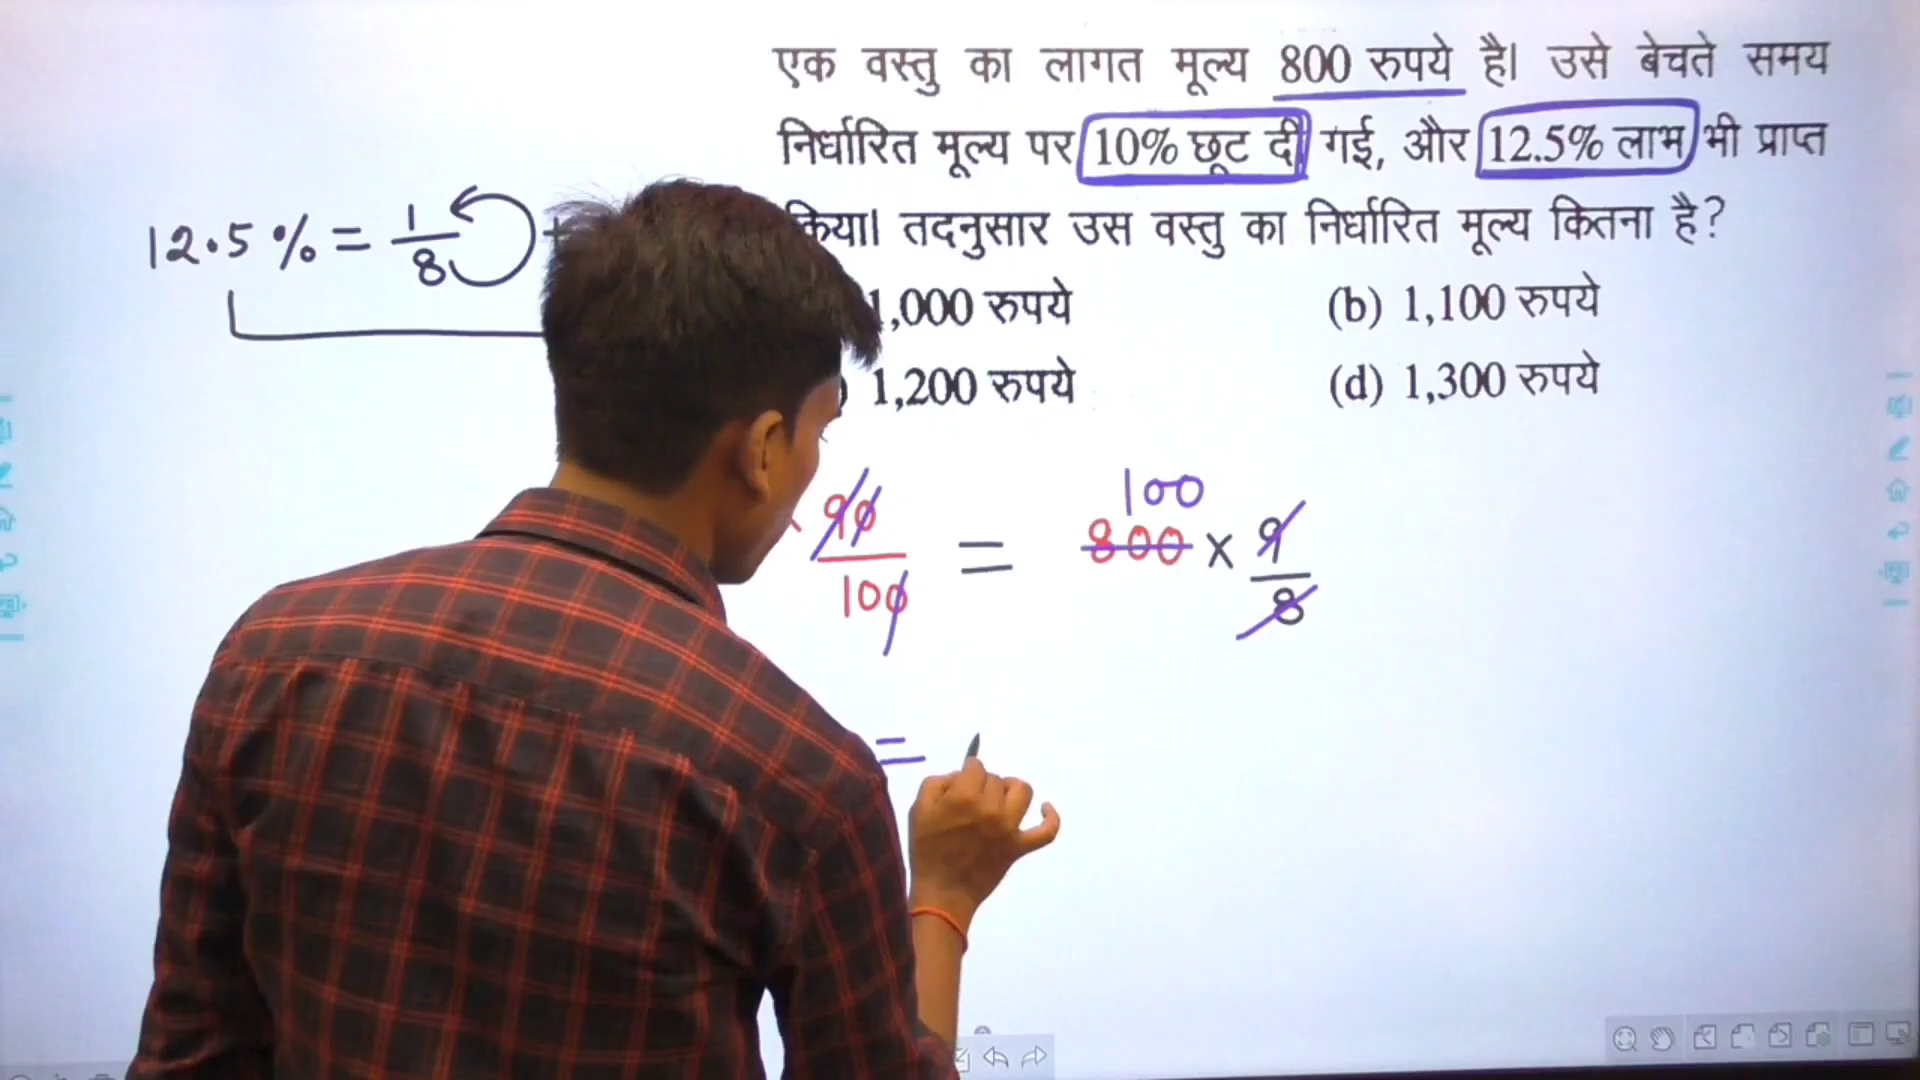 एक वस्तु का लागत मूल्य 800 रुपये है। उसे बेचते समय
निर्धारित मूल्य पर 10% छूट दी गई, और 12.5% लाभ भी प्राप्त
किया। तदनुसार उस वस्तु का निर्धारित मूल्य कितना है?
1,000 रुपये (b) 1,100 रुपये
1,200 रुपये (d) 1,300 रुपये
12.5% = 1/8 +
100
× 90/100 = 800 × 9/8
=